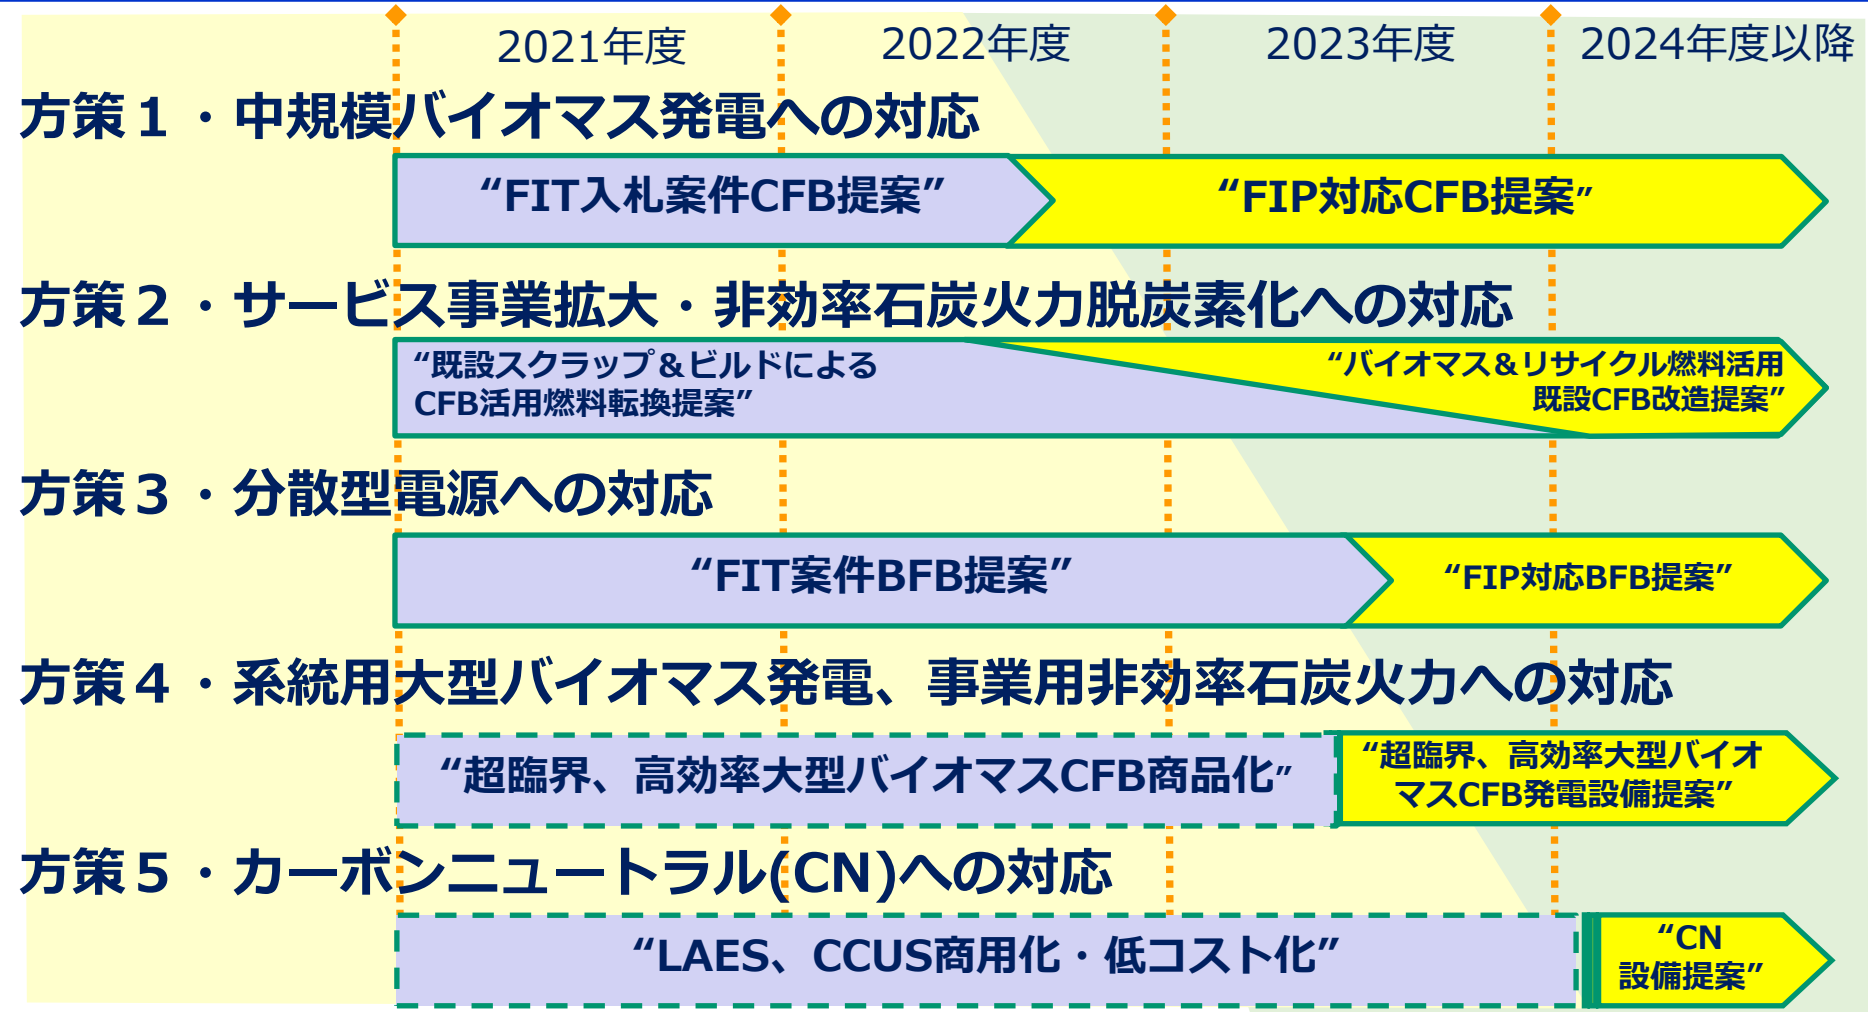 2021年度
2022年度
2023年度
2024年度以降
方策１・中規模バイオマス発電への対応
“FIT入札案件CFB提案”
“FIP対応CFB提案”
方策２・サービス事業拡大・非効率石炭火力脱炭素化への対応
“既設スクラップ＆ビルドによる
CFB活用燃料転換提案”
“バイオマス＆リサイクル燃料活用
既設CFB改造提案”
方策３・分散型電源への対応
“FIT案件BFB提案”
“FIP対応BFB提案”
方策４・系統用大型バイオマス発電、事業用非効率石炭火力への対応
“超臨界、高効率大型バイオマスCFB商品化”
“超臨界、高効率大型バイオ
マスCFB発電設備提案”
方策５・カーボンニュートラル(CN)への対応
“LAES、CCUS商用化・低コスト化”
“CN
設備提案”